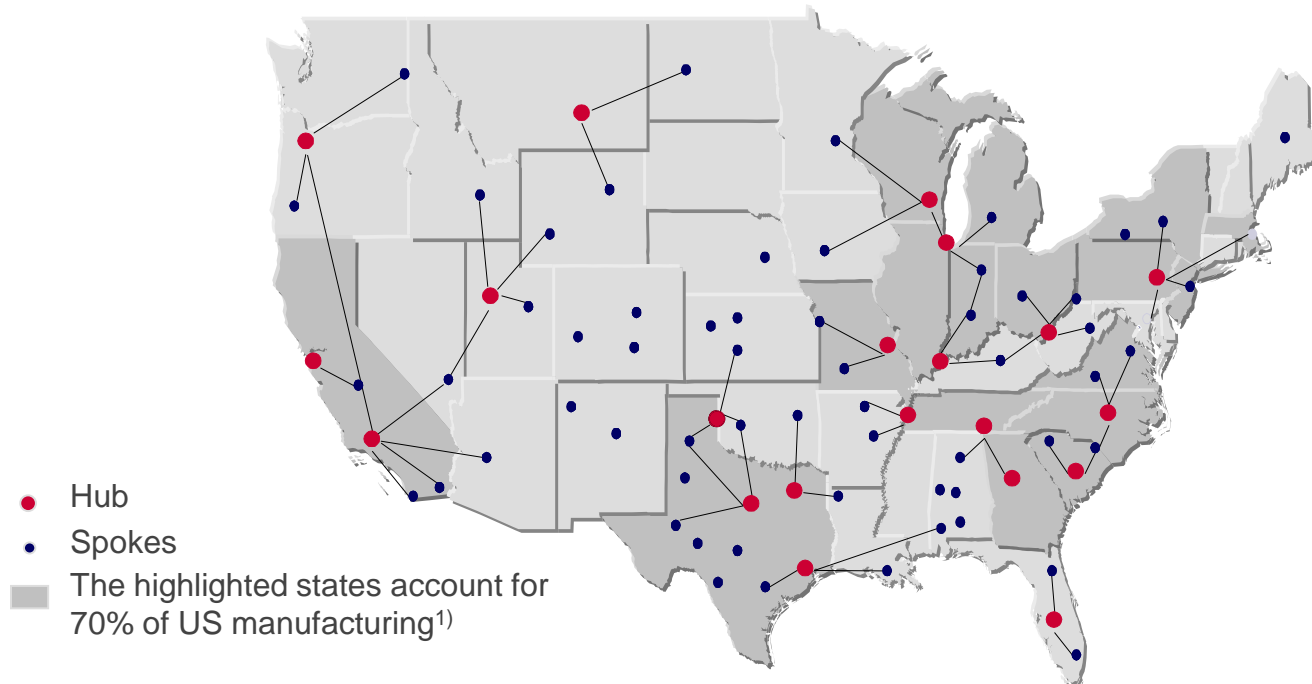 Hub
Spokes
The highlighted states account for
70% of US manufacturing1)